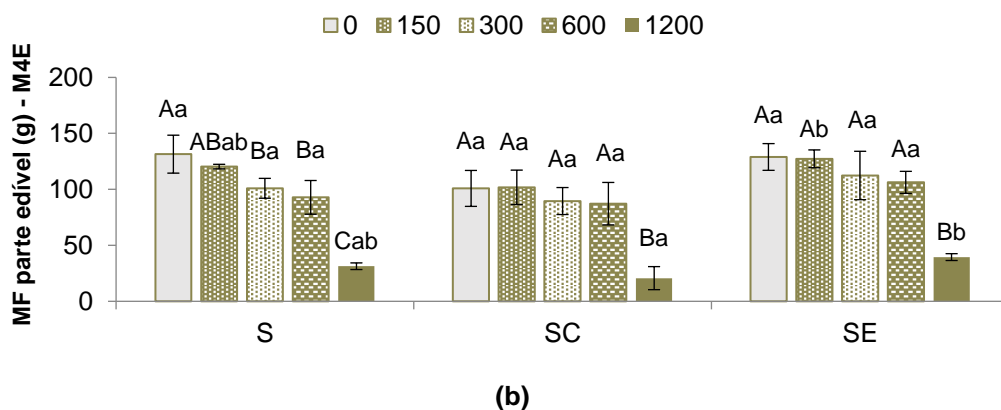 0 150 300 600 1200
MF parte edível (g) - M4E
200
150
100
50
0
Aa ABab Ba Ba Cab
Aa Aa Aa Aa Ba
Aa Ab Aa Aa Bb
S SC SE
(b)